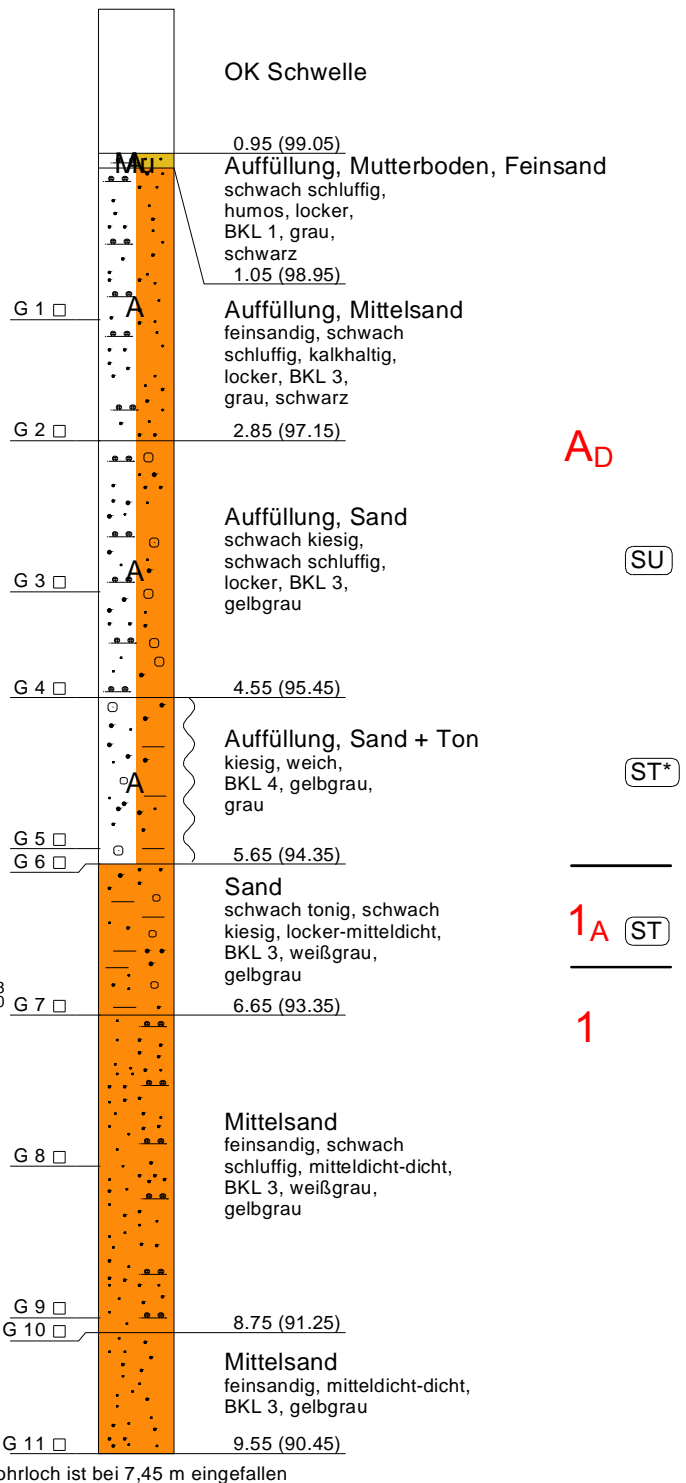 OK Schwelle
0.95 (99.05)
Mu
A
Auffüllung, Mutterboden, Feinsand
schwach schluffig,
humos, locker,
BKL 1, grau,
schwarz
1.05 (98.95)
G 1
A
Auffüllung, Mittelsand
feinsandig, schwach
schluffig, kalkhaltig,
locker, BKL 3,
grau, schwarz
G 2
2.85 (97.15)
AD
Auffüllung, Sand
schwach kiesig,
schwach schluffig,
locker, BKL 3,
gelbgrau
SU
A
G 3
G 4
4.55 (95.45)
Auffüllung, Sand + Ton
kiesig, weich,
BKL 4, gelbgrau,
grau
ST*
A
G 5
G 6
5.65 (94.35)
Sand
schwach tonig, schwach
kiesig, locker-mitteldicht,
BKL 3, weißgrau,
gelbgrau
1A
ST
G 7
6.65 (93.35)
1
Mittelsand
feinsandig, schwach
schluffig, mitteldicht-dicht,
BKL 3, weißgrau,
gelbgrau
G 8
G 9
G 10
8.75 (91.25)
Mittelsand
feinsandig, mitteldicht-dicht,
BKL 3, gelbgrau
G 11
9.55 (90.45)
ohrloch ist bei 7,45 m eingefallen